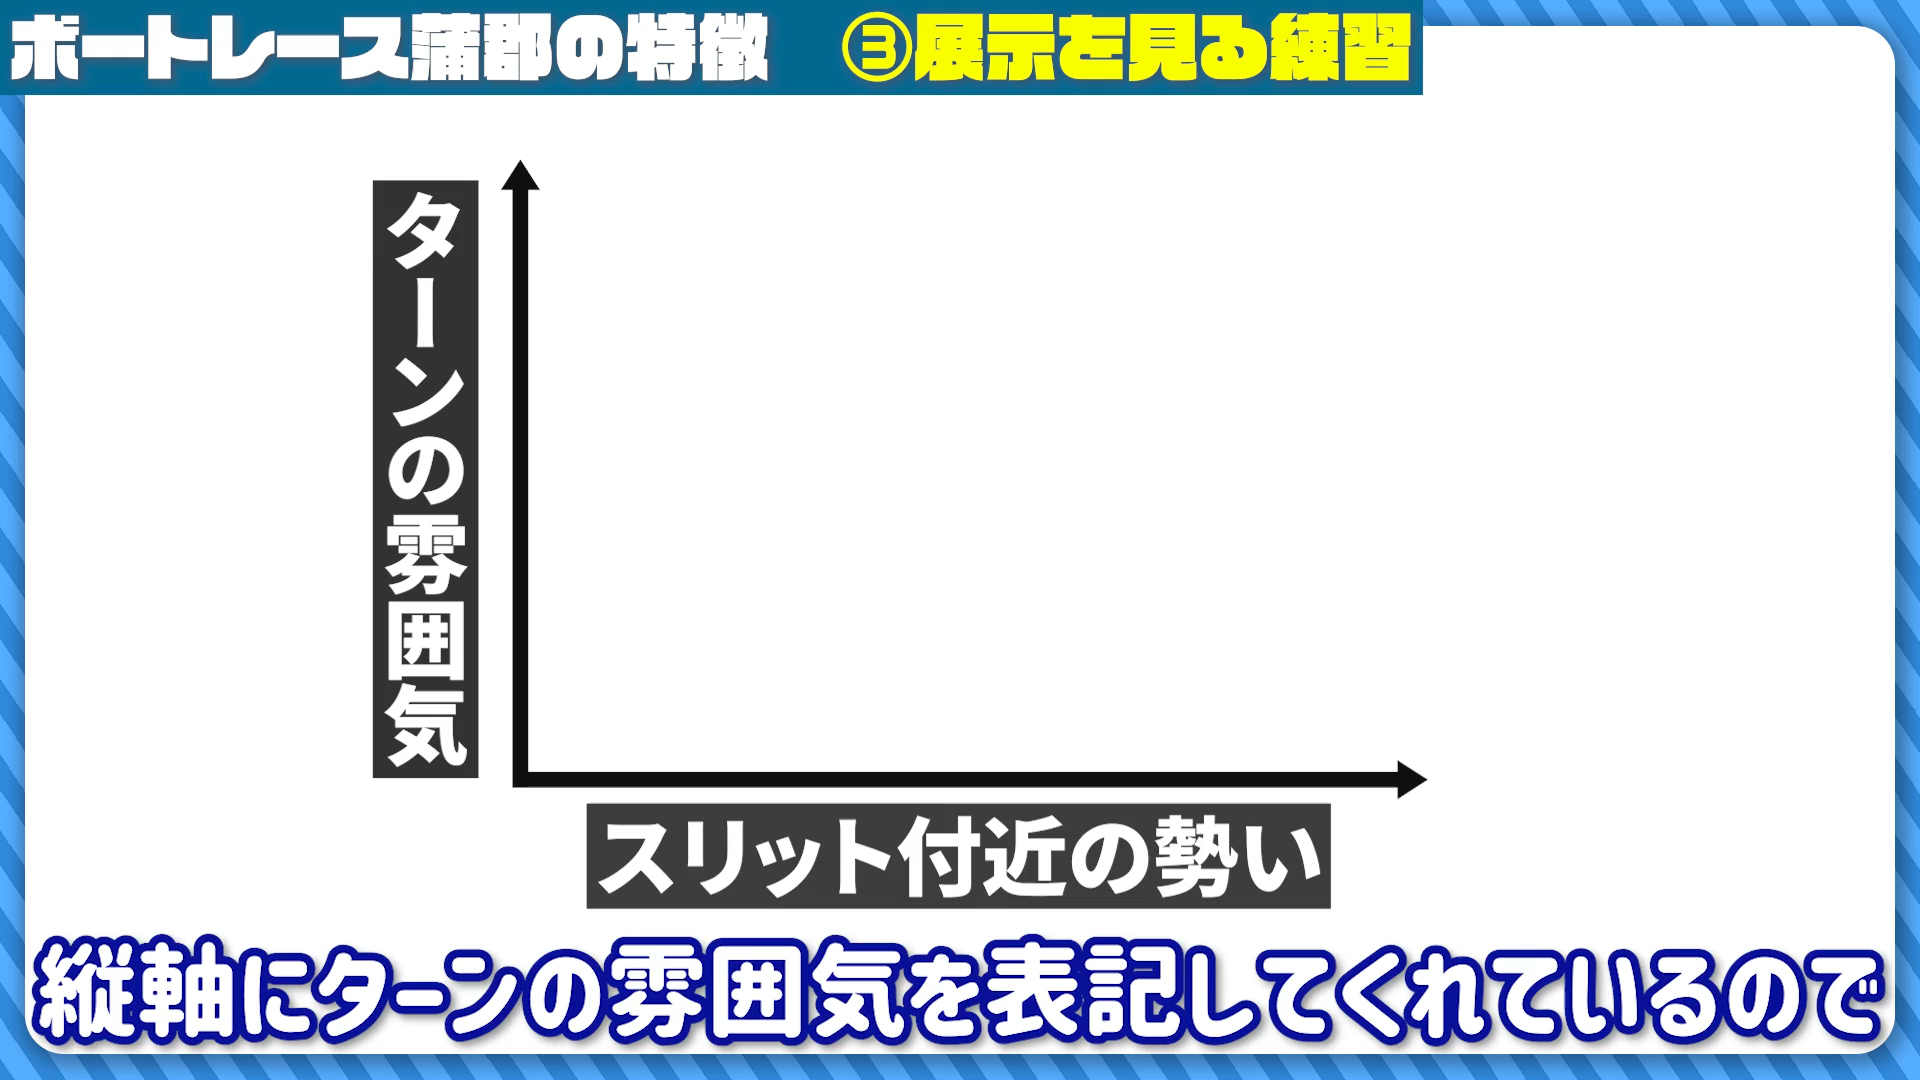 ボートレース蒲郡の特徴　③展示を見る練習
ターンの雰囲気
スリット付近の勢い
縦軸にターンの雰囲気を表記してくれているので